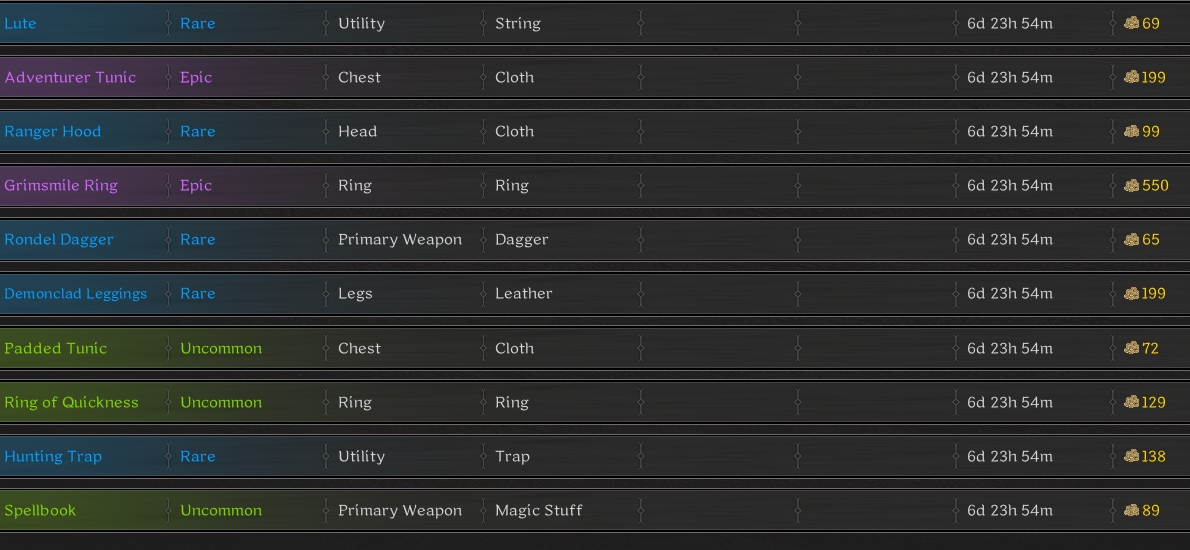 Lute Rare Utility String 6d 23h 54m 69
Adventurer Tunic Epic Chest Cloth 6d 23h 54m 199
Ranger Hood Rare Head Cloth 6d 23h 54m 99
Grimsmile Ring Epic Ring Ring 6d 23h 54m 550
Rondel Dagger Rare Primary Weapon Dagger 6d 23h 54m 65
Demonclad Leggings Rare Legs Leather 6d 23h 54m 199
Padded Tunic Uncommon Chest Cloth 6d 23h 54m 72
Ring of Quickness Uncommon Ring Ring 6d 23h 54m 129
Hunting Trap Rare Utility Trap 6d 23h 54m 138
Spellbook Uncommon Primary Weapon Magic Stuff 6d 23h 54m 89